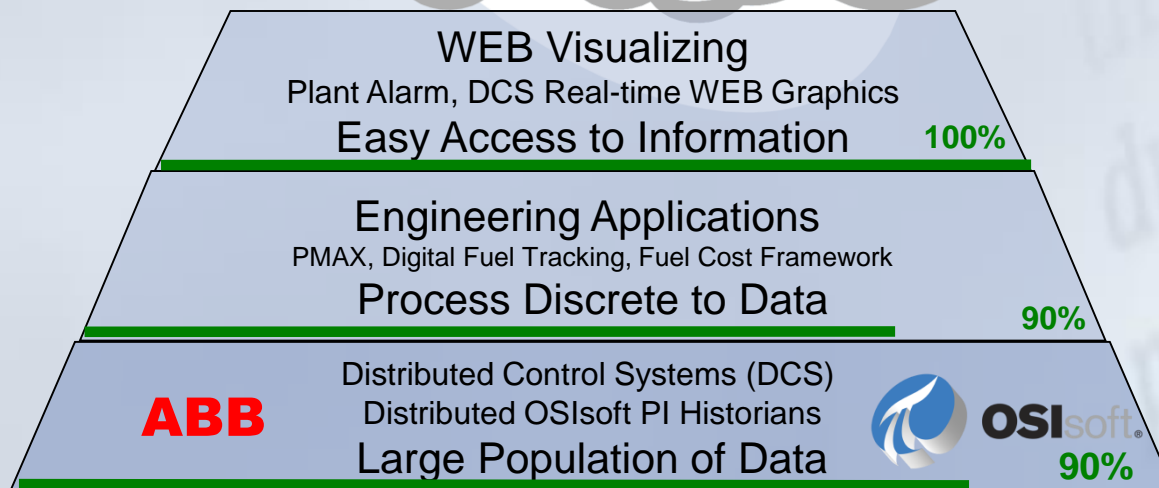 WEB Visualizing
Plant Alarm, DCS Real-time WEB Graphics
Easy Access to Information
100%
Engineering Applications
PMAX, Digital Fuel Tracking, Fuel Cost Framework
Process Discrete to Data
90%
Distributed Control Systems (DCS)
ABB
Distributed OSIsoft PI Historians
OSIsoft®
Large Population of Data
90%